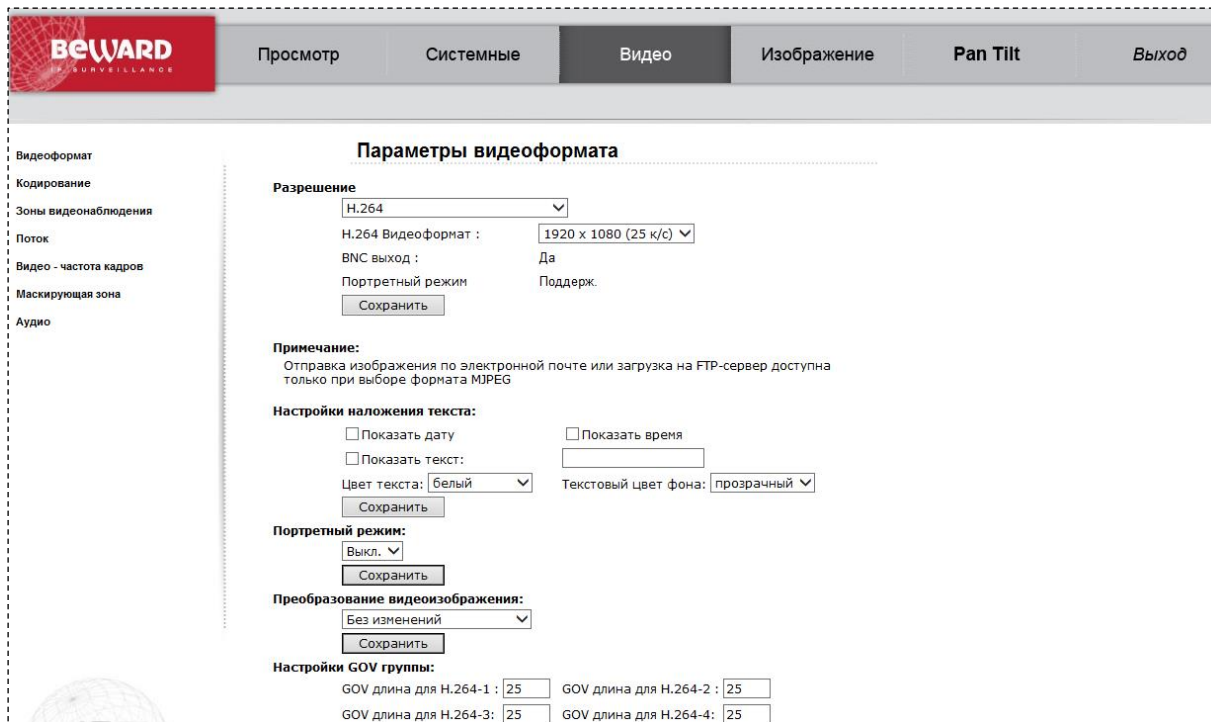 BEWARD
IP SURVEILLANCE
Просмотр Системные Видео Изображение Pan Tilt Выход
Видеоформат
Кодирование
Зоны видеонаблюдения
Поток
Видео - частота кадров
Маскирующая зона
Аудио
Параметры видеоформата
Разрешение
H.264
H.264 Видеоформат : 1920 x 1080 (25 к/с)
BNC выход : Да
Портретный режим Поддерж.
Сохранить
Примечание:
Отправка изображения по электронной почте или загрузка на FTP-сервер доступна
только при выборе формата MJPEG
Настройки наложения текста:
Показать дату Показать время
Показать текст:
Цвет текста: белый Текстовый цвет фона: прозрачный
Сохранить
Портретный режим:
Выкл.
Сохранить
Преобразование видеоизображения:
Без изменений
Сохранить
Настройки GOV группы:
GOV длина для H.264-1 : 25 GOV длина для H.264-2 : 25
GOV длина для H.264-3: 25 GOV длина для H.264-4: 25